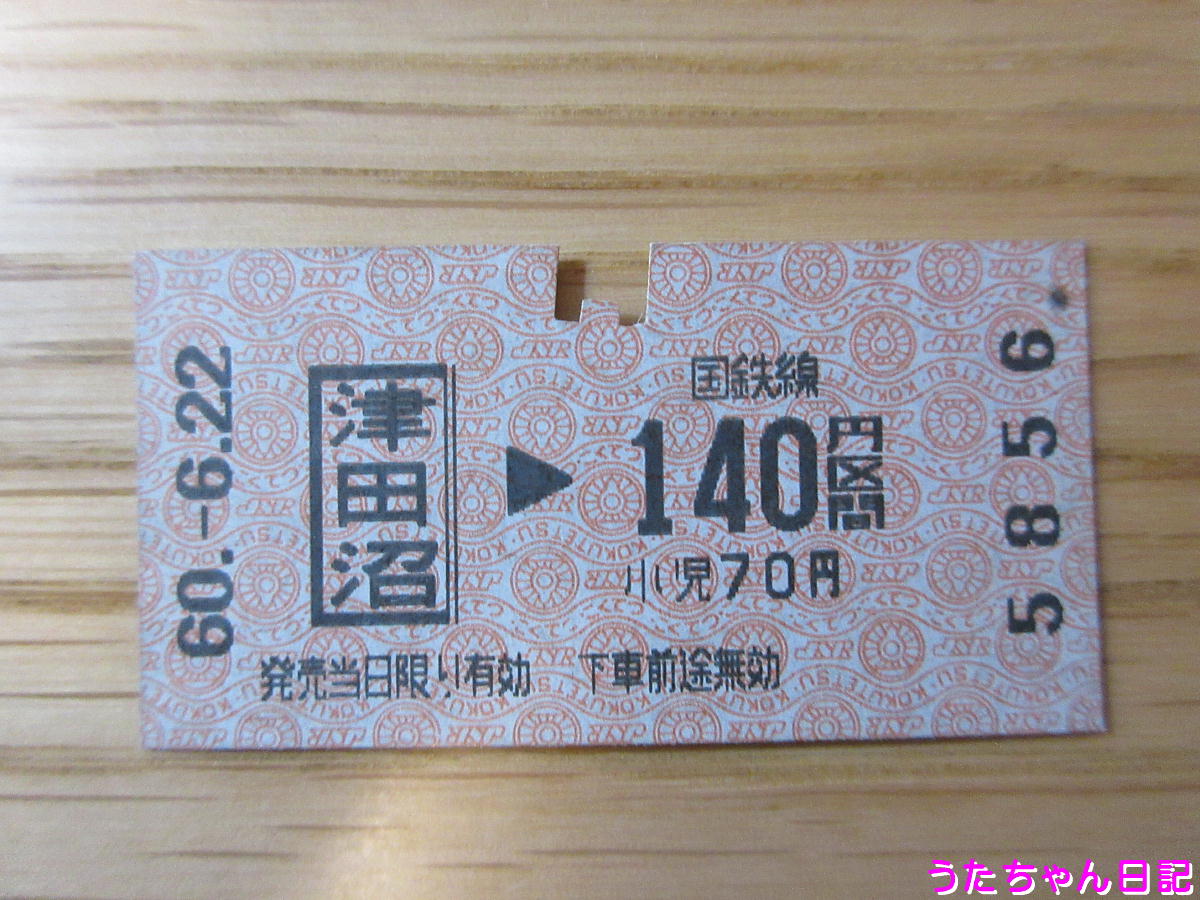 60.-6.22
津田沼
▶
国鉄線
140円区間
小児70円
発売当日限り有効 下車前途無効
5856
うたちゃん日記